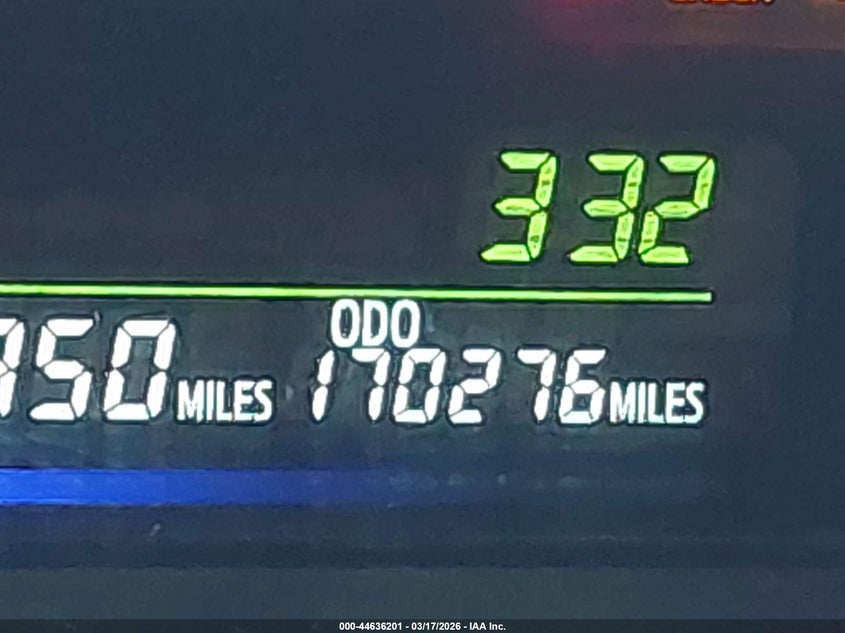 332
ODO
50 MILES 170276 MILES
000-44636201 - 03/17/2026 - IAA Inc.